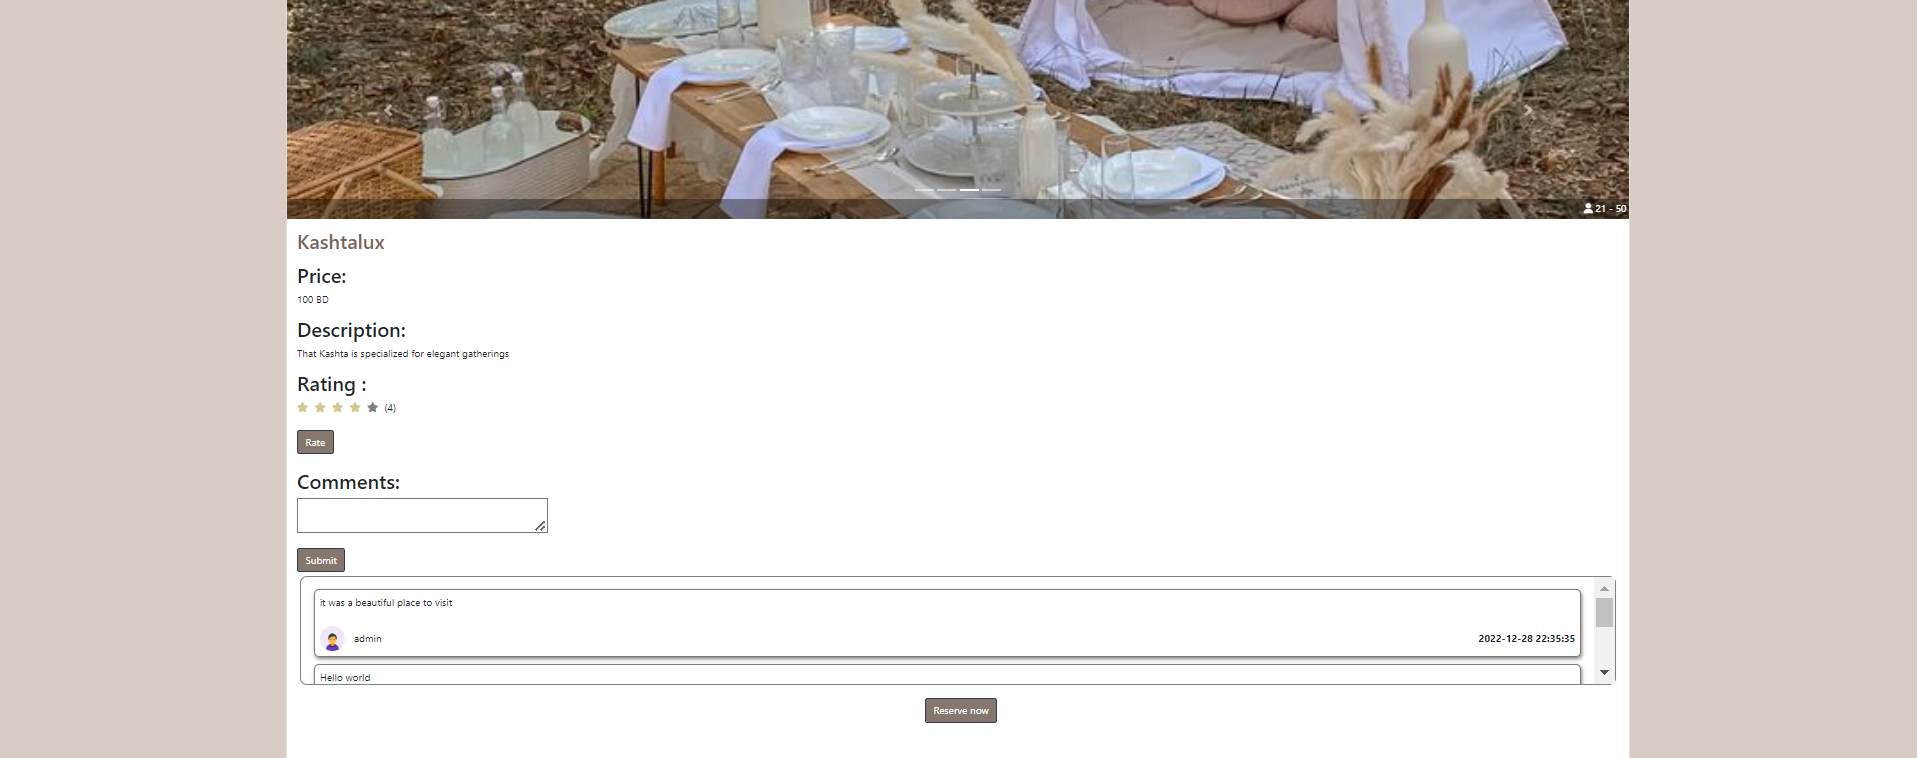 21 - 50
Kashtalux
Price:
100 BD
Description:
That Kashta is specialized for elegant gatherings
Rating :
(4)
Rate
Comments:
Submit
it was a beautiful place to visit
admin 2022-12-28 22:35:35
Hello world
Reserve now